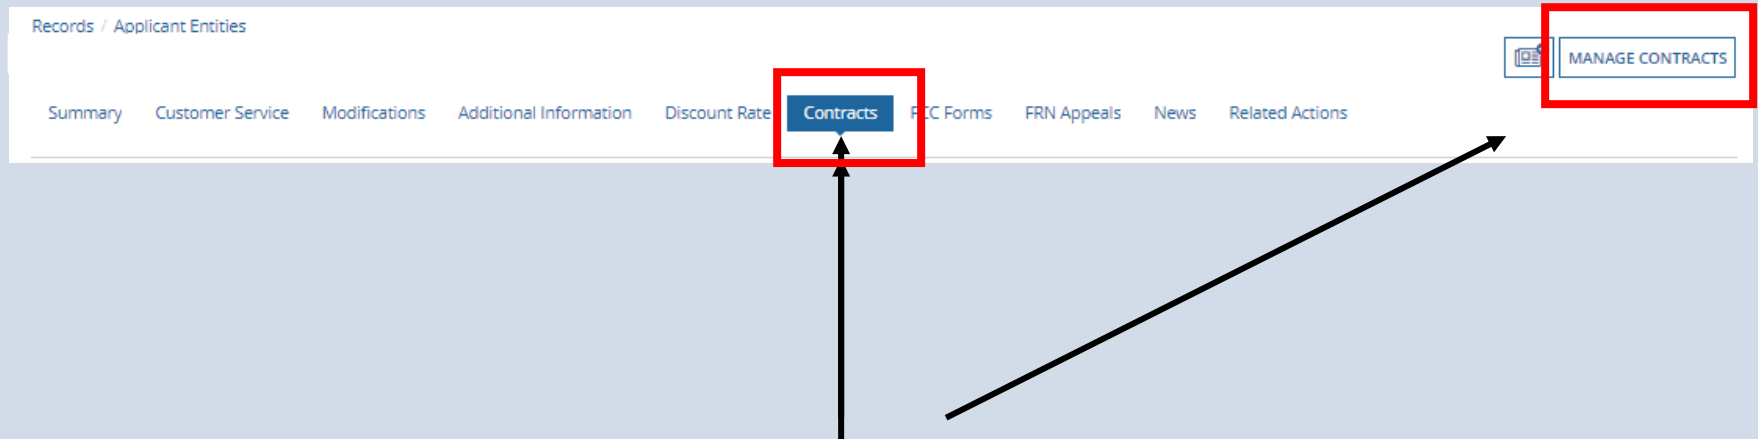 Records / Applicant Entities
MANAGE CONTRACTS
Summary Customer Service Modifications Additional Information Discount Rate Contracts Forms FRN Appeals News Related Actions